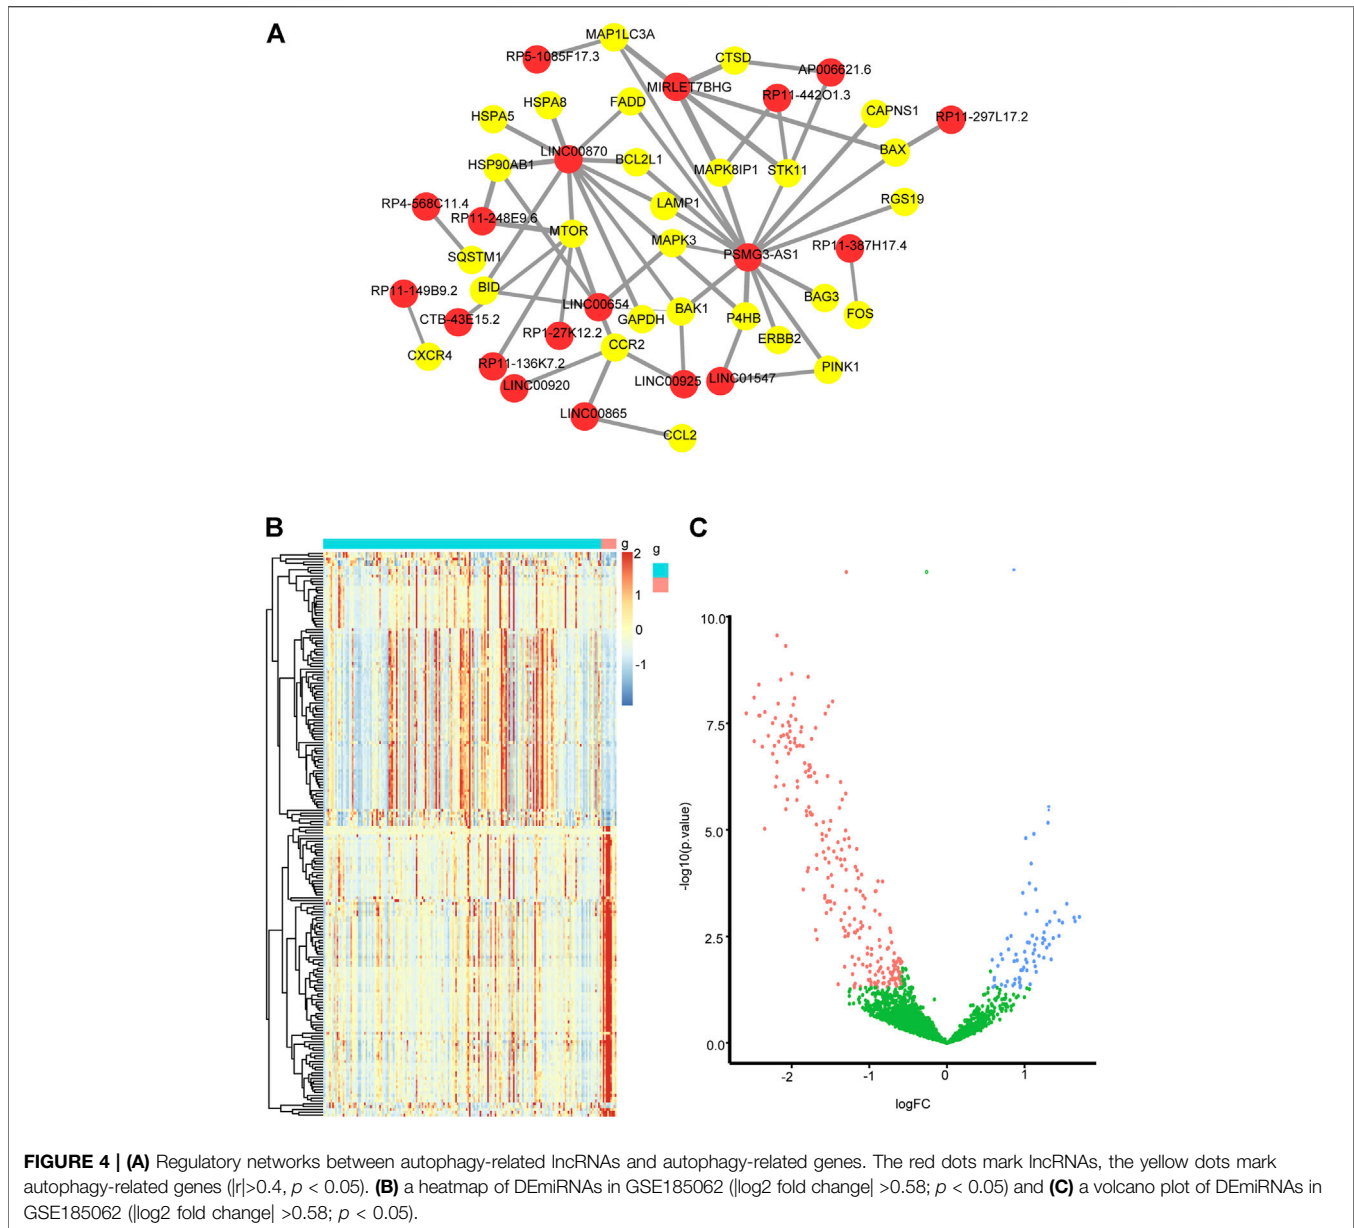 A
MAP1LC3A
RP5-1085F17.3
CTSD
AP006621.6
MIRLET7BHG
RP11-442O1.3
HSPA8
FADD
HSPA5
CAPNS1
RP11-297L17.2
LINC00870
BCL2L1
BAX
HSP90AB1
MAPK8IP1
STK11
RP4-568C11.4
LAMP1
RGS19
RP11-248E9.6
MTOR
MAPK3
RP11-387H17.4
SQSTM1
PSMG3-AS1
RP11-149B9.2
BID
LINC00654
BAG3
CTB-43E15.2
GAPDH
BAK1
P4HB
FOS
RP1-27K12.2
ERBB2
CXCR4
CCR2
RP11-136K7.2
PINK1
LINC00920
LINC00925
LINC01547
LINC00865
CCL2
B
g
2
1
0
-1
g
C
10.0
7.5
5.0
2.5
0.0
-log10(p.value)
-2
-1
0
1
logFC
FIGURE 4 | (A) Regulatory networks between autophagy-related lncRNAs and autophagy-related genes. The red dots mark lncRNAs, the yellow dots mark
autophagy-related genes (|r|>0.4, p < 0.05). (B) a heatmap of DEmiRNAs in GSE185062 (|log2 fold change| >0.58; p < 0.05) and (C) a volcano plot of DEmiRNAs in
GSE185062 (|log2 fold change| >0.58; p < 0.05).